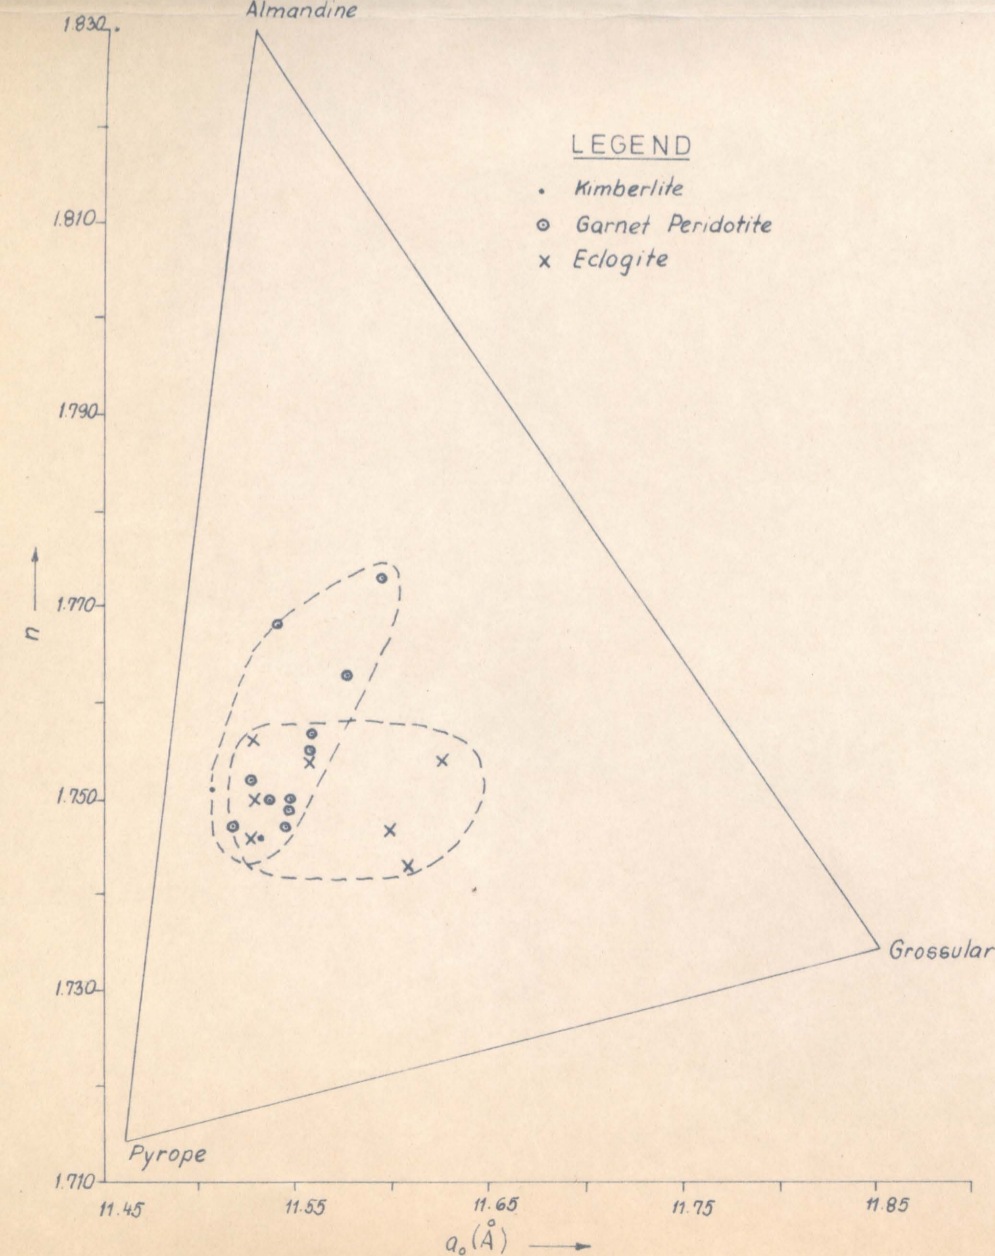 Almandine
1.830
LEGEND
Kimberlite
Garnet Peridotite
x Eclogite
1.810
1.790
1.770
n
1.750
Grossular
1.730
Pyrope
1.710
11.45 11.55 11.65 11.75 11.85
a₀(Å)